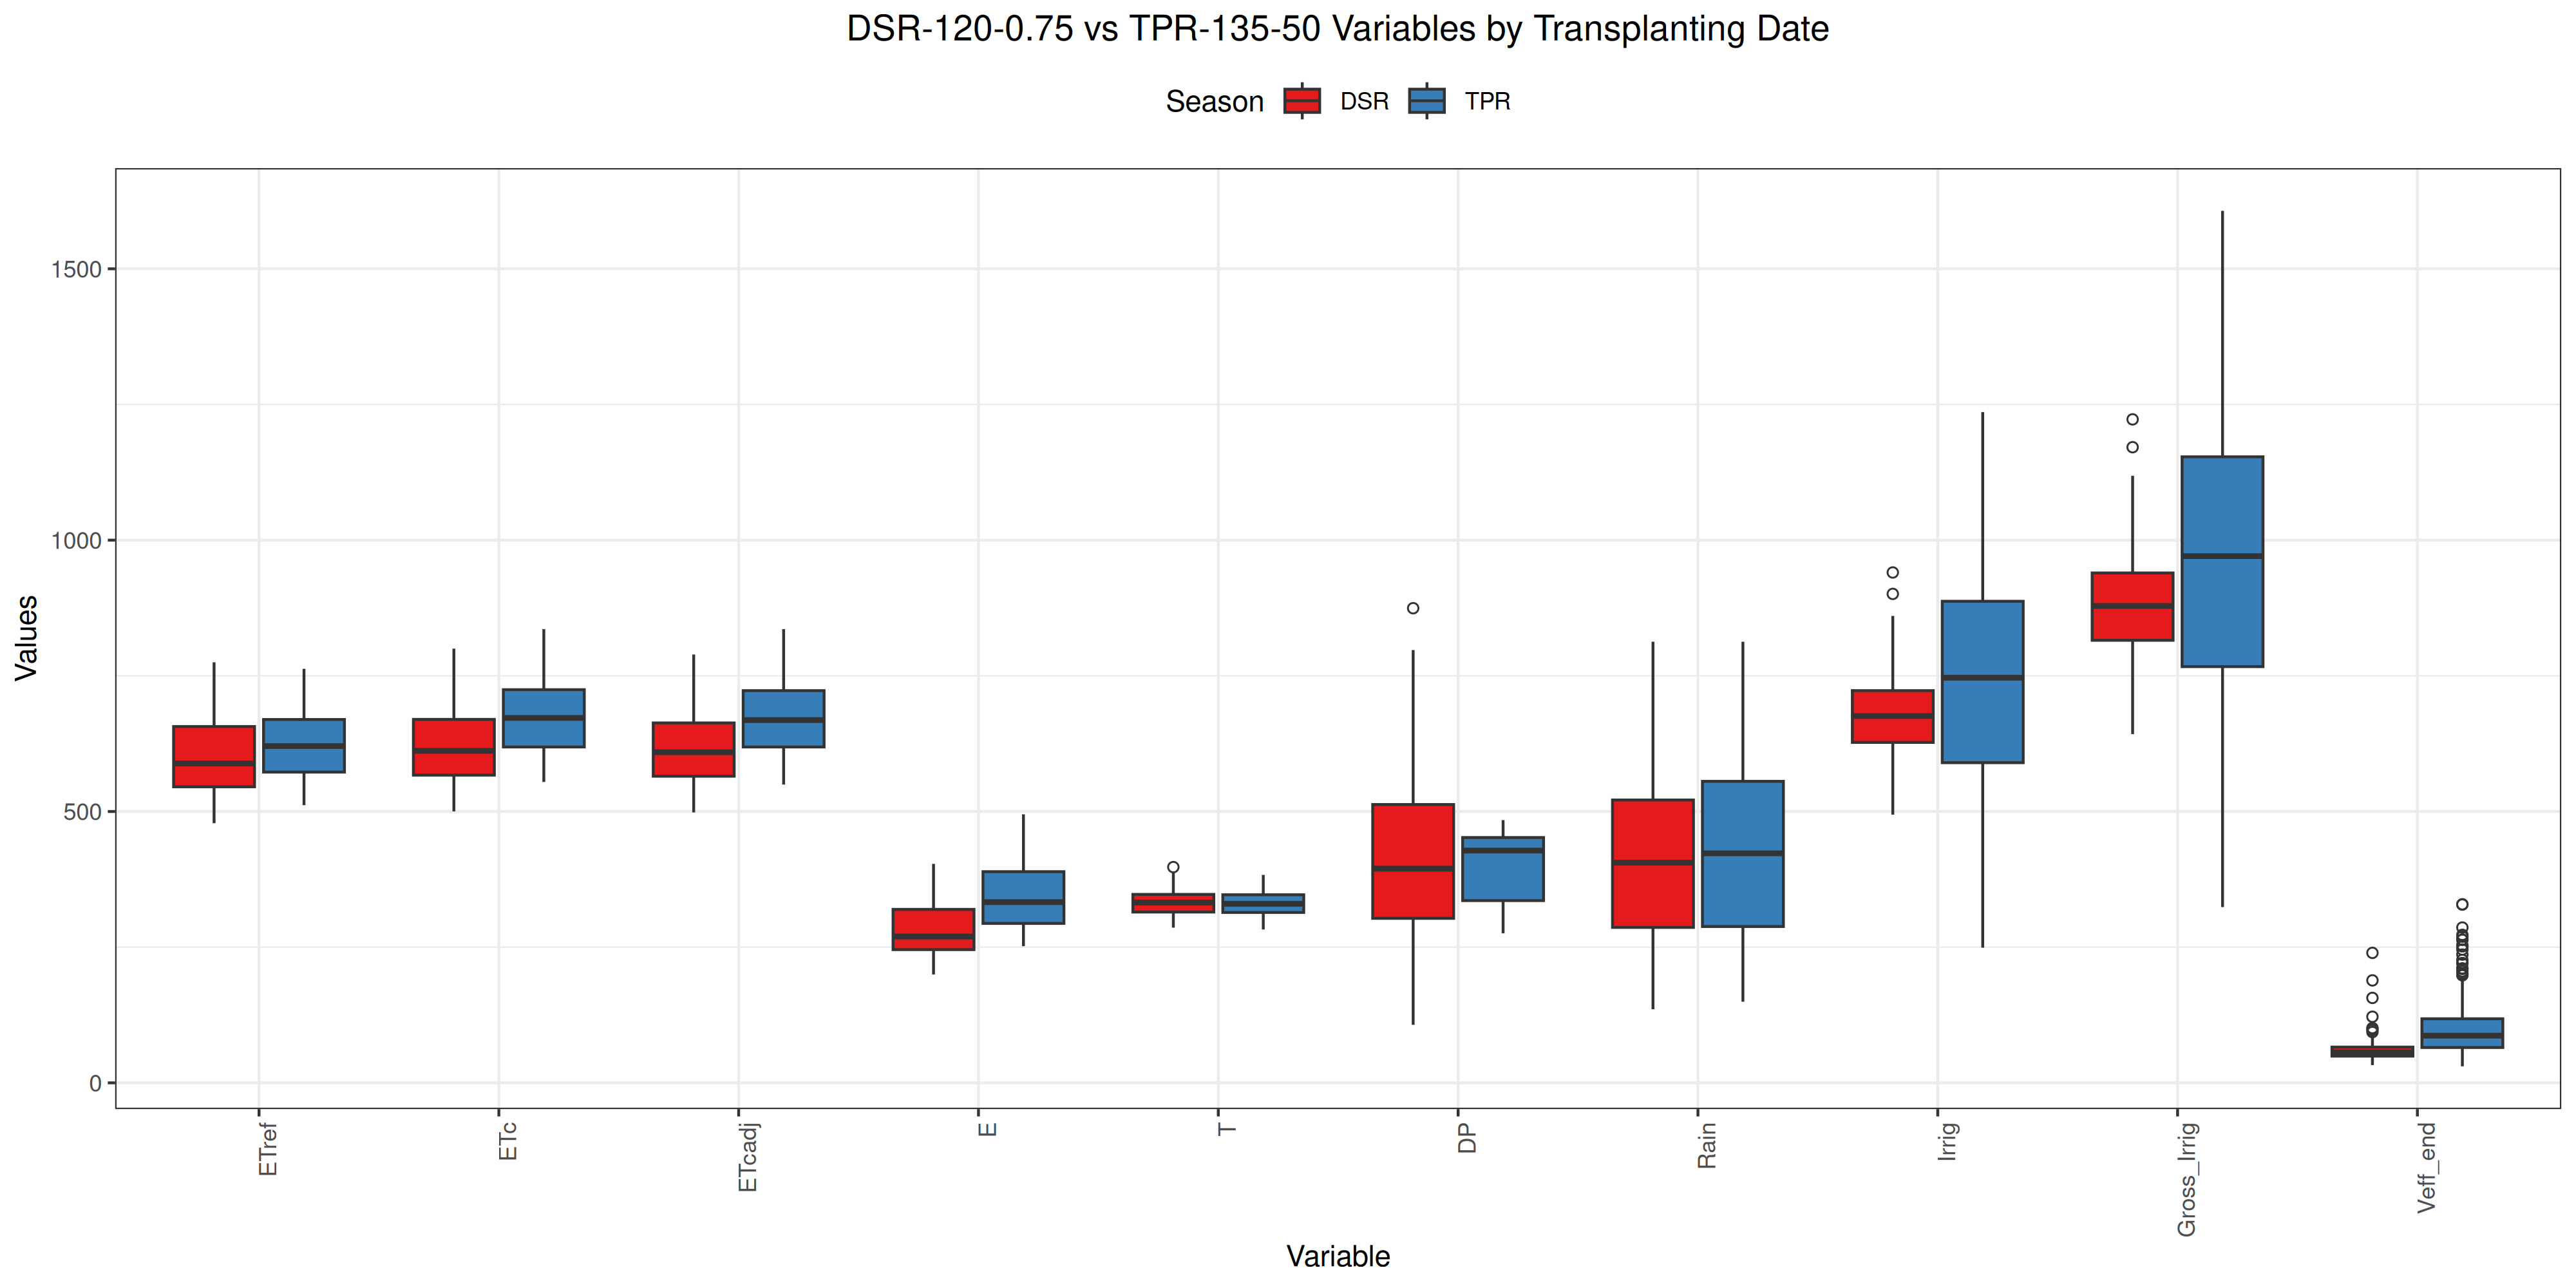 DSR-120-0.75 vs TPR-135-50 Variables by Transplanting Date
Season DSR TPR
Values
1500
1000
500
0
ETref
ETc
ETcadj
E
T
DP
Rain
Irrig
Gross_Irrig
Veff_end
Variable